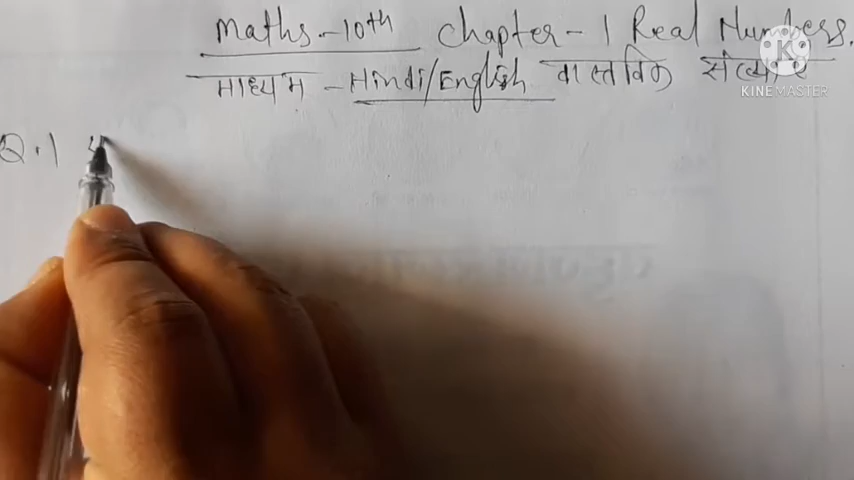 Maths - 10th Chapter - 1 Real Numbers.
माध्यम - Hindi/English वास्तविक संख्याएं
Q.1
KINEMASTER